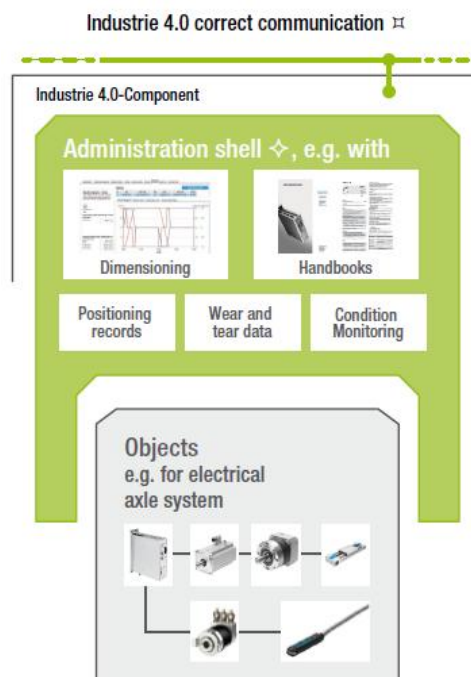 Industrie 4.0 correct communication ¤
Industrie 4.0-Component
Administration shell ✧, e.g. with
Dimensioning
Handbooks
Positioning
records
Wear and
tear data
Condition
Monitoring
Objects
e.g. for electrical
axle system